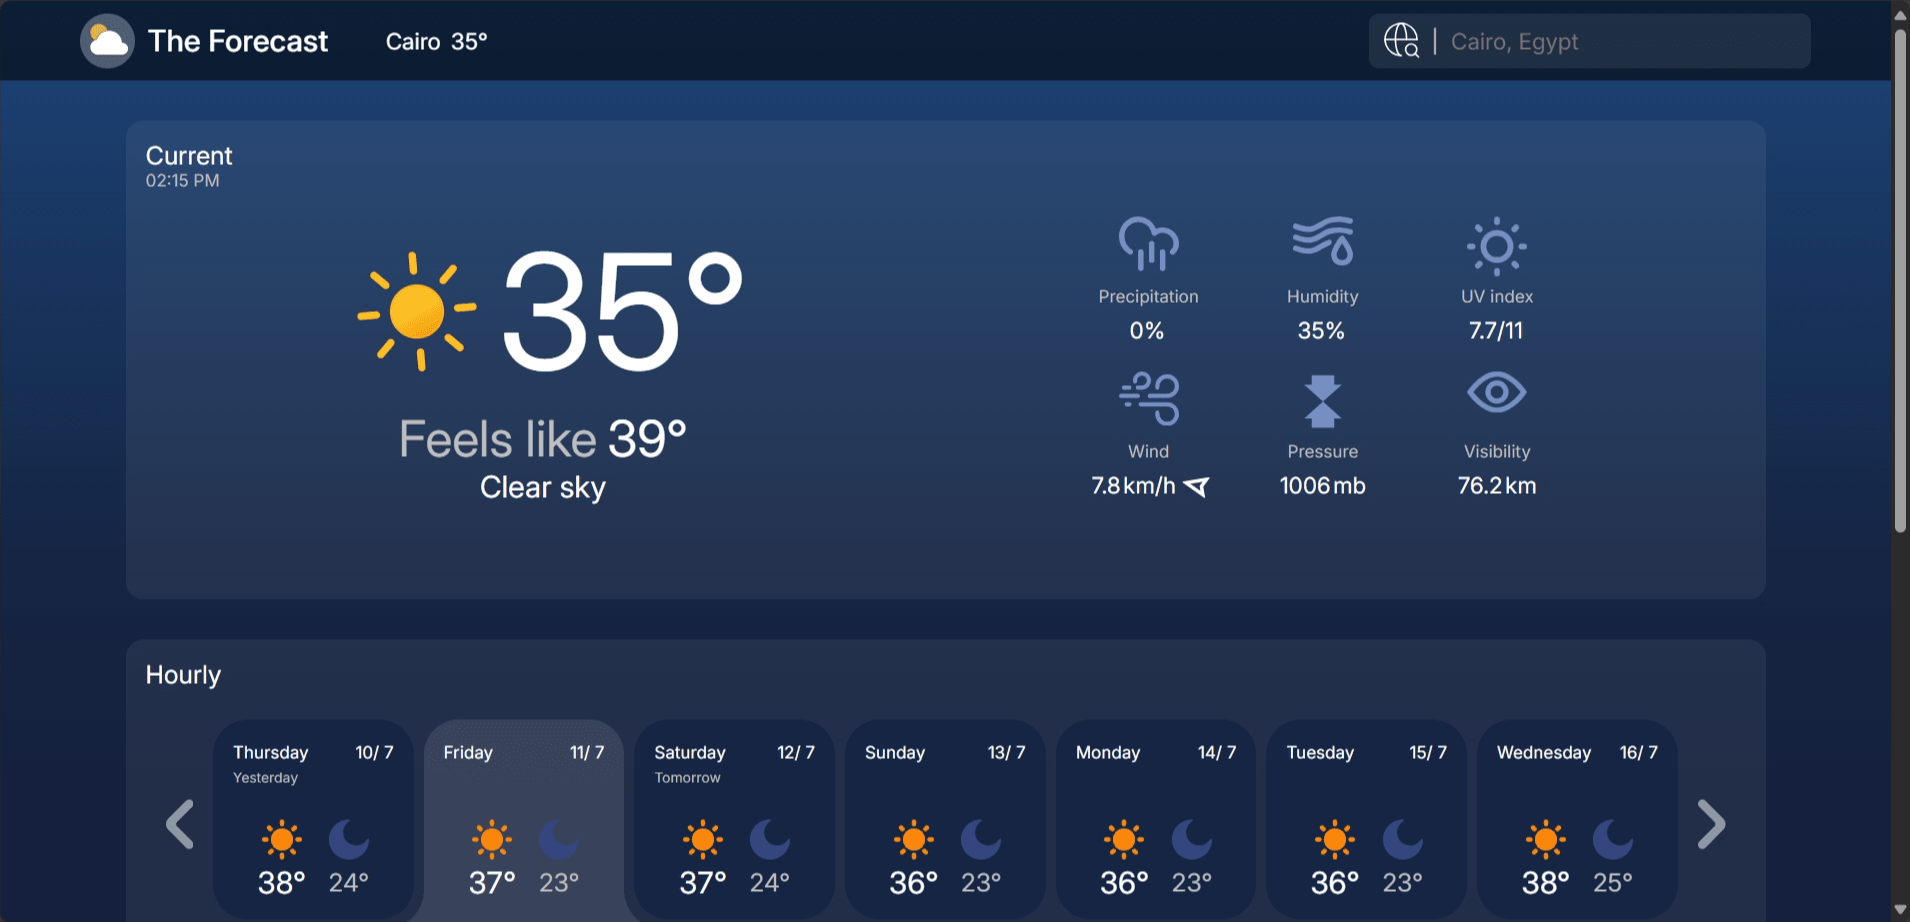 The Forecast
Cairo 35°
Cairo, Egypt
Current
02:15 PM
35°
Feels like 39°
Clear sky
Precipitation
0%
Humidity
35%
UV index
7.7/11
Wind
7.8 km/h
Pressure
1006 mb
Visibility
76.2 km
Hourly
Thursday 10/ 7
Yesterday
38° 24°
Friday 11/ 7
37° 23°
Saturday 12/ 7
Tomorrow
37° 24°
Sunday 13/ 7
36° 23°
Monday 14/ 7
36° 23°
Tuesday 15/ 7
36° 23°
Wednesday 16/ 7
38° 25°